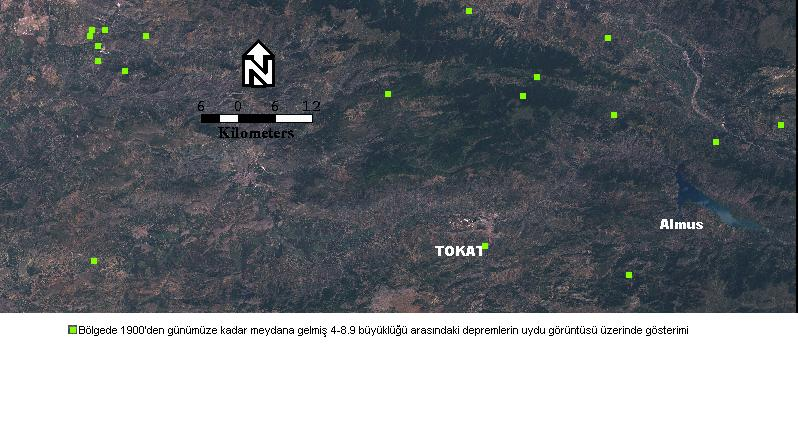 N
6 0 6 12
Kilometers
Almus
TOKAT
Bölgede 1900'den günümüze kadar meydana gelmiş 4-8.9 büyüklüğü arasındaki depremlerin uydu görüntüsü üzerinde gösterimi